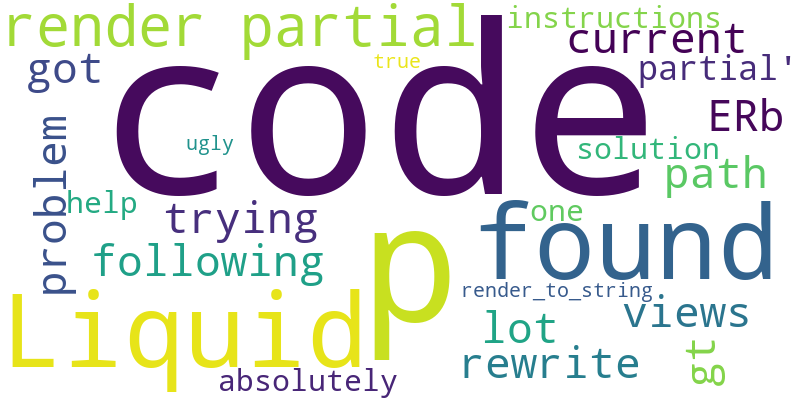 render partial
instructions
current
got
true
partial'
code
ERb
ugly
solution
problem
path
help
one
trying
found
p
following
render_to_string
Liquid
views
lot
rewrite
gt
absolutely